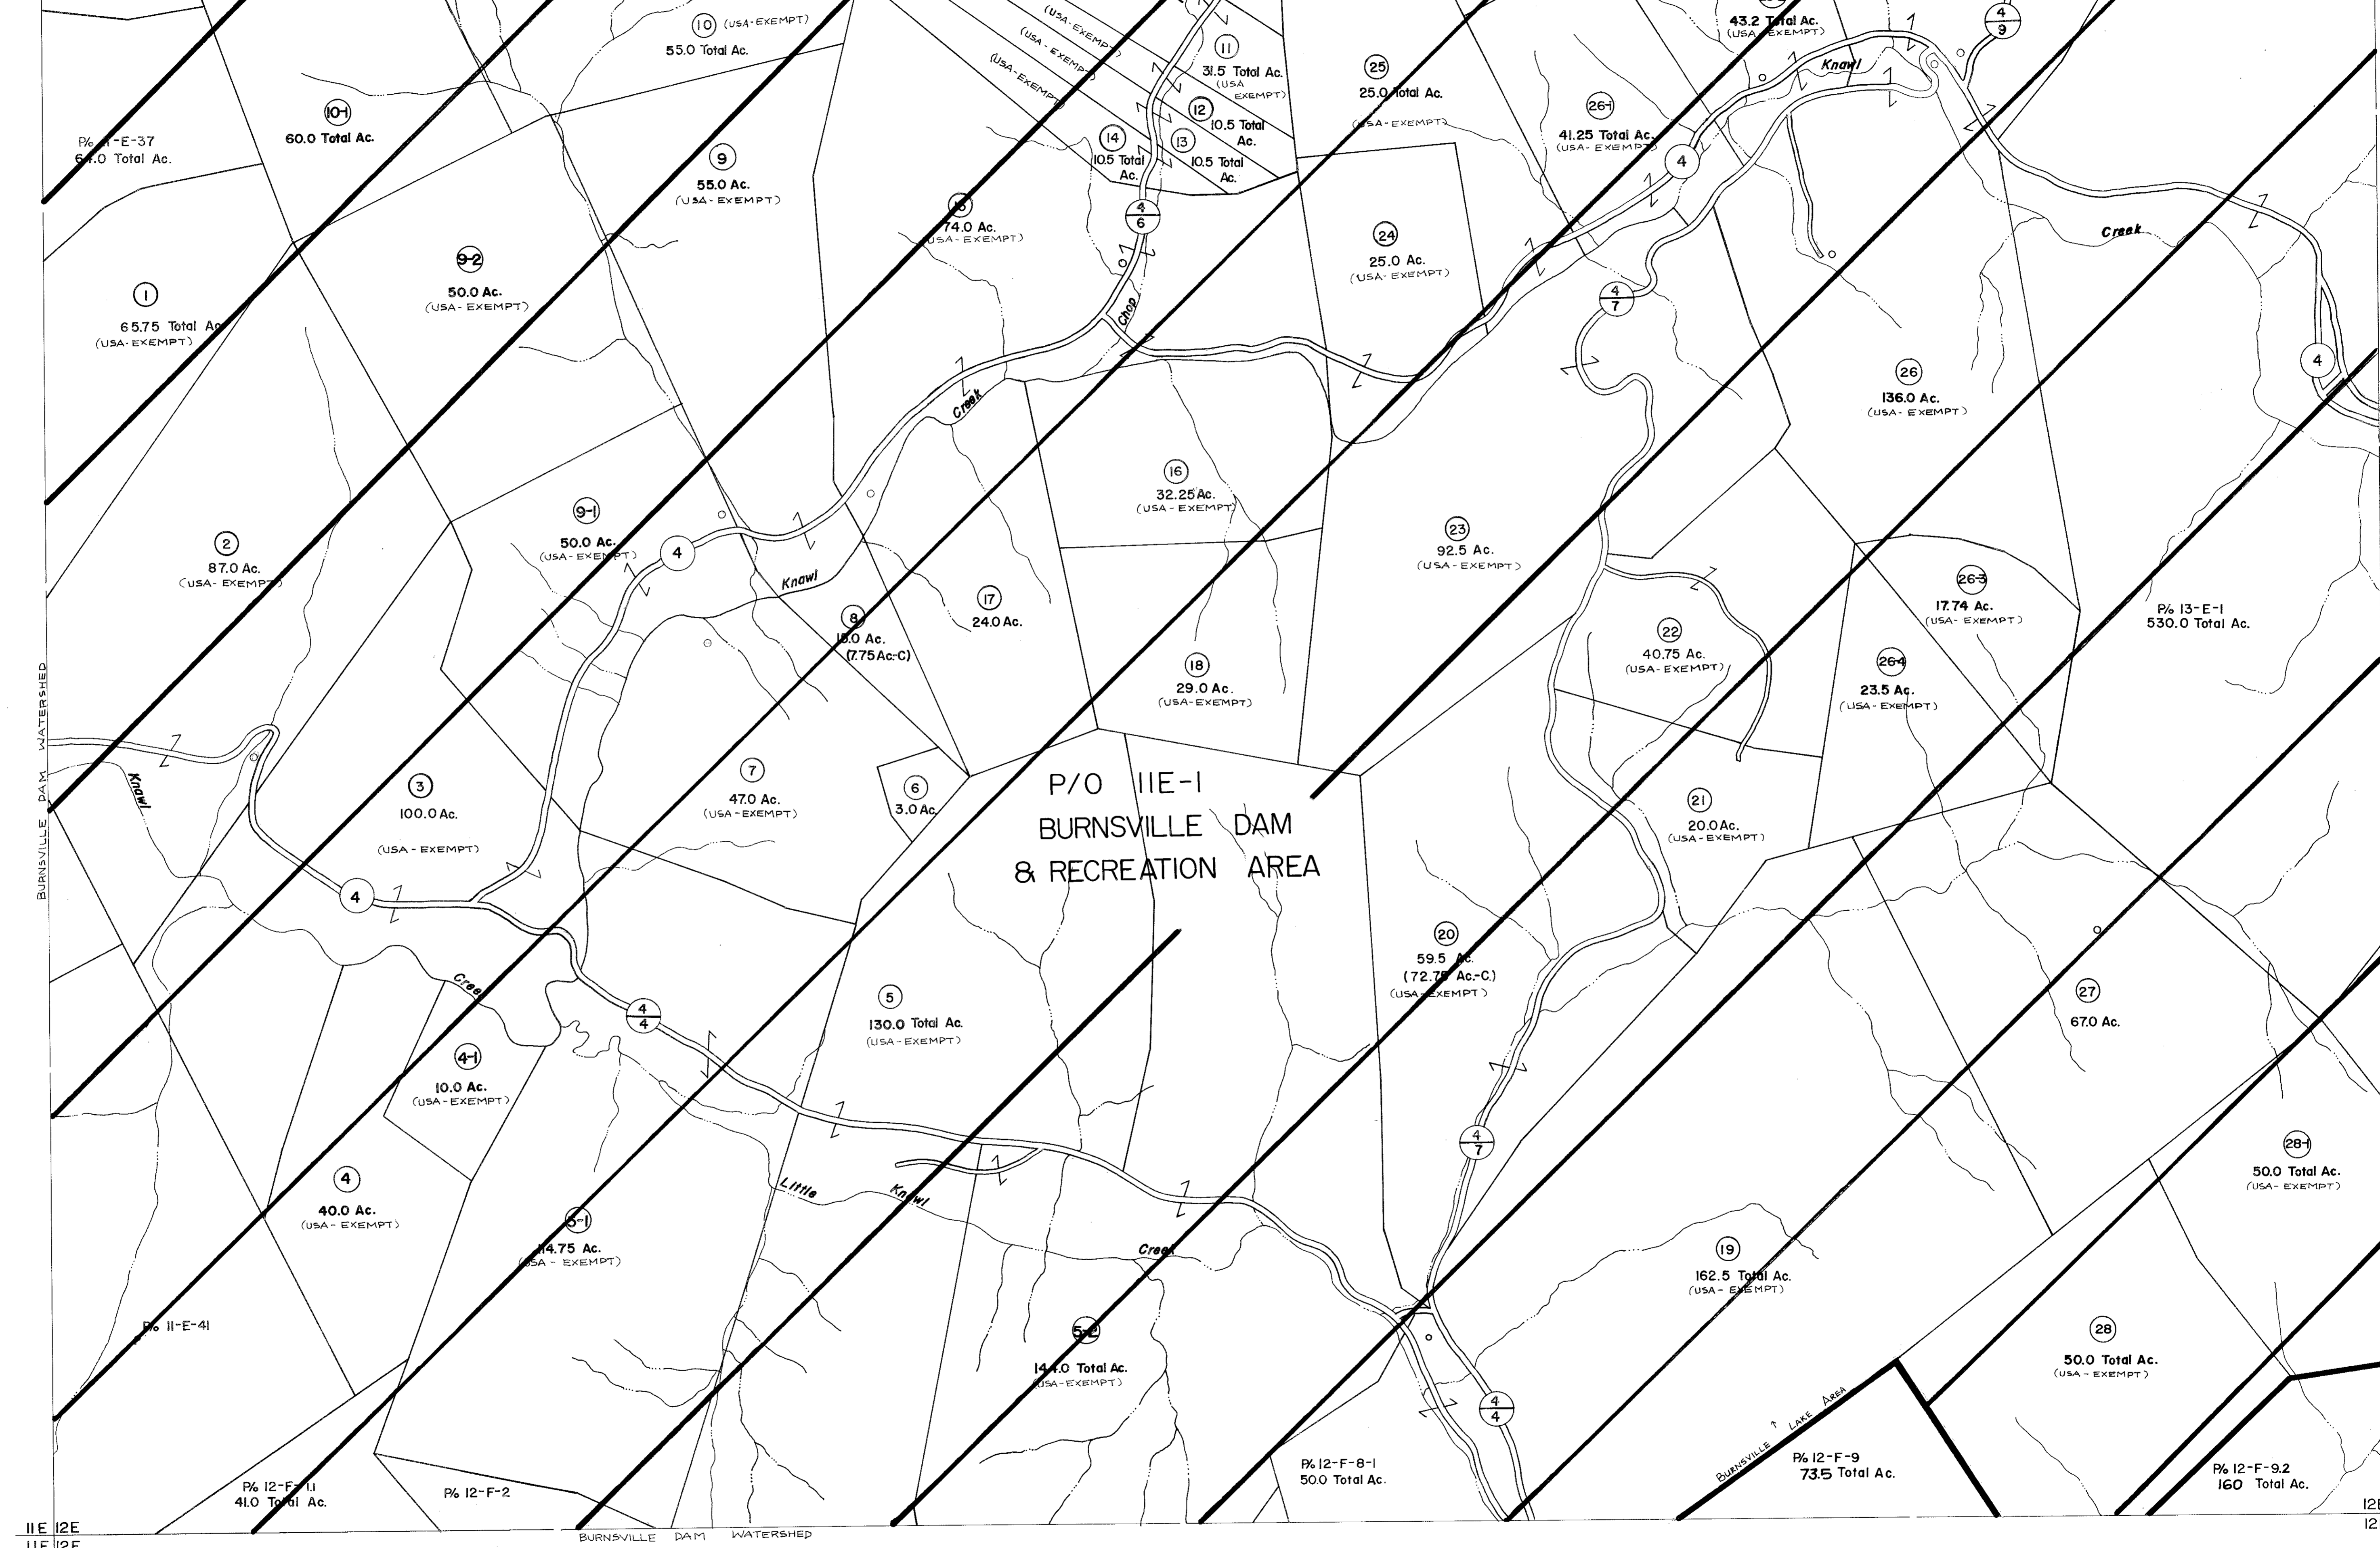 10 (USA-EXEMPT)
55.0 Total Ac.
(USA-EXEMPT)
(USA-EXEMPT)
(USA-EXEMPT)
11
31.5 Total Ac.
(USA
EXEMPT)
12
10.5 Total
Ac.
13
10.5 Total
Ac.
14
10.5 Total
Ac.
25
25.0 Total Ac.
(USA-EXEMPT)
43.2 Total Ac.
(USA-EXEMPT)
4
9
Knawl
26-1
41.25 Total Ac.
(USA-EXEMPT)
4
10-1
60.0 Total Ac.
P/o 11-E-37
Total Ac.
9
55.0 Ac.
(USA-EXEMPT)
15
74.0 Ac.
(USA-EXEMPT)
4
6
Chop
24
25.0 Ac.
(USA-EXEMPT)
Creek
9-2
50.0 Ac.
(USA-EXEMPT)
1
65.75 Total Ac
(USA-EXEMPT)
4
7
4
26
136.0 Ac.
(USA-EXEMPT)
Creek
16
32.25 Ac.
(USA-EXEMPT)
9-1
50.0 Ac.
(USA-EXEMPT)
4
2
87.0 Ac.
(USA-EXEMPT)
23
92.5 Ac.
(USA-EXEMPT)
Knawl
17
24.0 Ac.
8
Ac.
(7.75 Ac.-C)
26-3
17.74 Ac.
(USA-EXEMPT)
P/o 13-E-1
530.0 Total Ac.
22
40.75 Ac.
(USA-EXEMPT)
18
29.0 Ac.
(USA-EXEMPT)
26-4
23.5 Ac.
(USA-EXEMPT)
BURNSVILLE DAM WATERSHED
Knawl
3
100.0 Ac.
(USA-EXEMPT)
7
47.0 Ac.
(USA-EXEMPT)
6
3.0 Ac.
P/O 11E-1
BURNSVILLE DAM
& RECREATION AREA
21
20.0 Ac.
(USA-EXEMPT)
4
20
59.5 Ac.
(72.75 Ac.-C.)
(USA-EXEMPT)
Creek
4
4
5
130.0 Total Ac.
(USA-EXEMPT)
27
67.0 Ac.
4-1
10.0 Ac.
(USA-EXEMPT)
4
7
28-1
50.0 Total Ac.
(USA-EXEMPT)
4
40.0 Ac.
(USA-EXEMPT)
Little Knawl
Creek
5-1
Ac.
(USA-EXEMPT)
19
162.5 Total Ac.
(USA-EXEMPT)
P/o 11-E-41
5-2
Total Ac.
(USA-EXEMPT)
28
50.0 Total Ac.
(USA-EXEMPT)
4
4
BURNSVILLE ↑ LAKE AREA
P/o 12-F-1.1
41.0 Total Ac.
P/o 12-F-2
P/o 12-F-8-1
50.0 Total Ac.
P/o 12-F-9
73.5 Total Ac.
P/o 12-F-9.2
160 Total Ac.
11E 12E
11F 12F
BURNSVILLE DAM WATERSHED
12